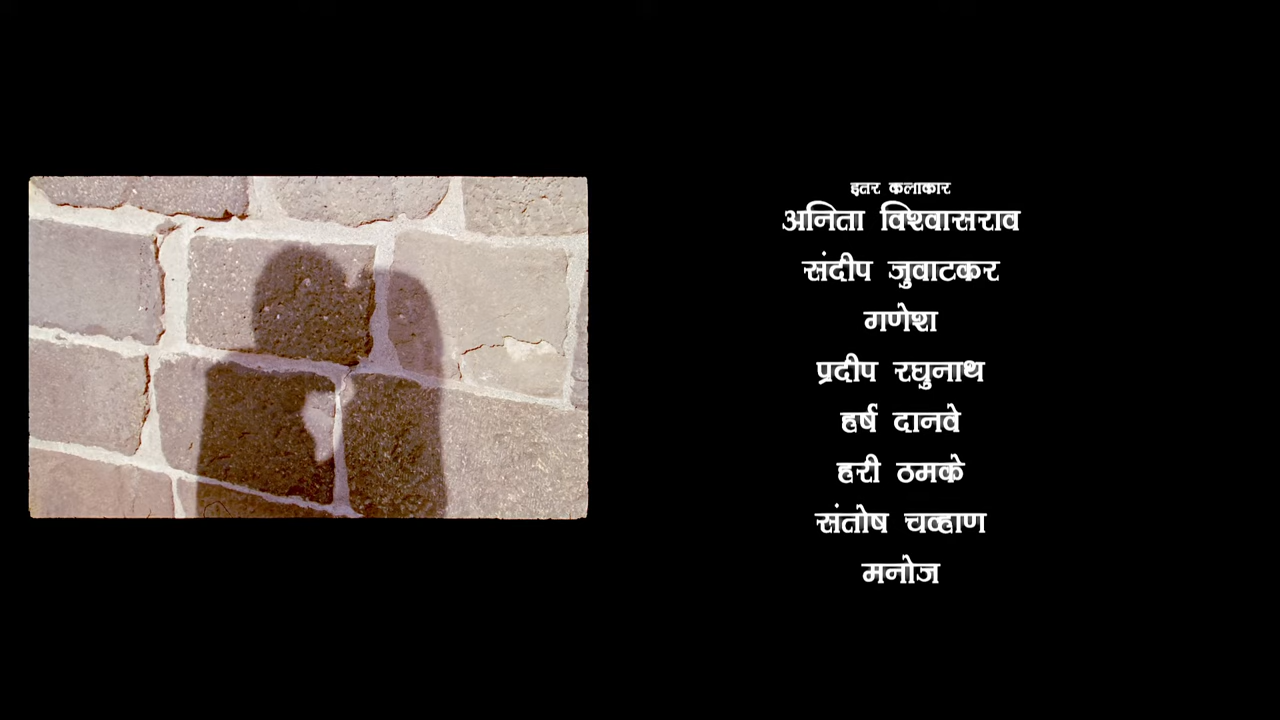 इतर कलाकार
अनिता विश्वासराव
संदीप जुवाटकर
गणेश
प्रदीप रघुनाथ
हर्ष दानवे
हरी ठमके
संतोष चव्हाण
मनोज